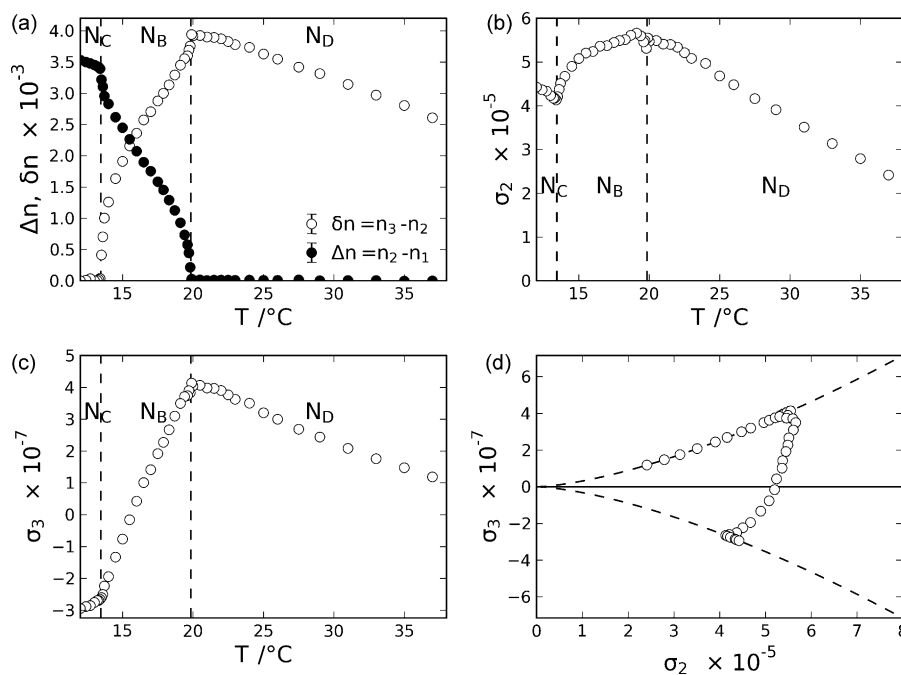 (a)
N_C N_B N_D
Δn, δn × 10⁻³
4.0
3.5
3.0
2.5
2.0
1.5
1.0
0.5
0.0
δn = n₃-n₂
Δn = n₂-n₁
15 20 25 30 35
T /°C
(b)
σ₂ × 10⁻⁵
6
5
4
3
2
1
0
N_C N_B N_D
15 20 25 30 35
T /°C
(c)
N_C N_B N_D
σ₃ × 10⁻⁷
5
4
3
2
1
0
−1
−2
−3
15 20 25 30 35
T /°C
(d)
σ₃ × 10⁻⁷
6
4
2
0
−2
−4
−6
0 1 2 3 4 5 6 7 8
σ₂ × 10⁻⁵